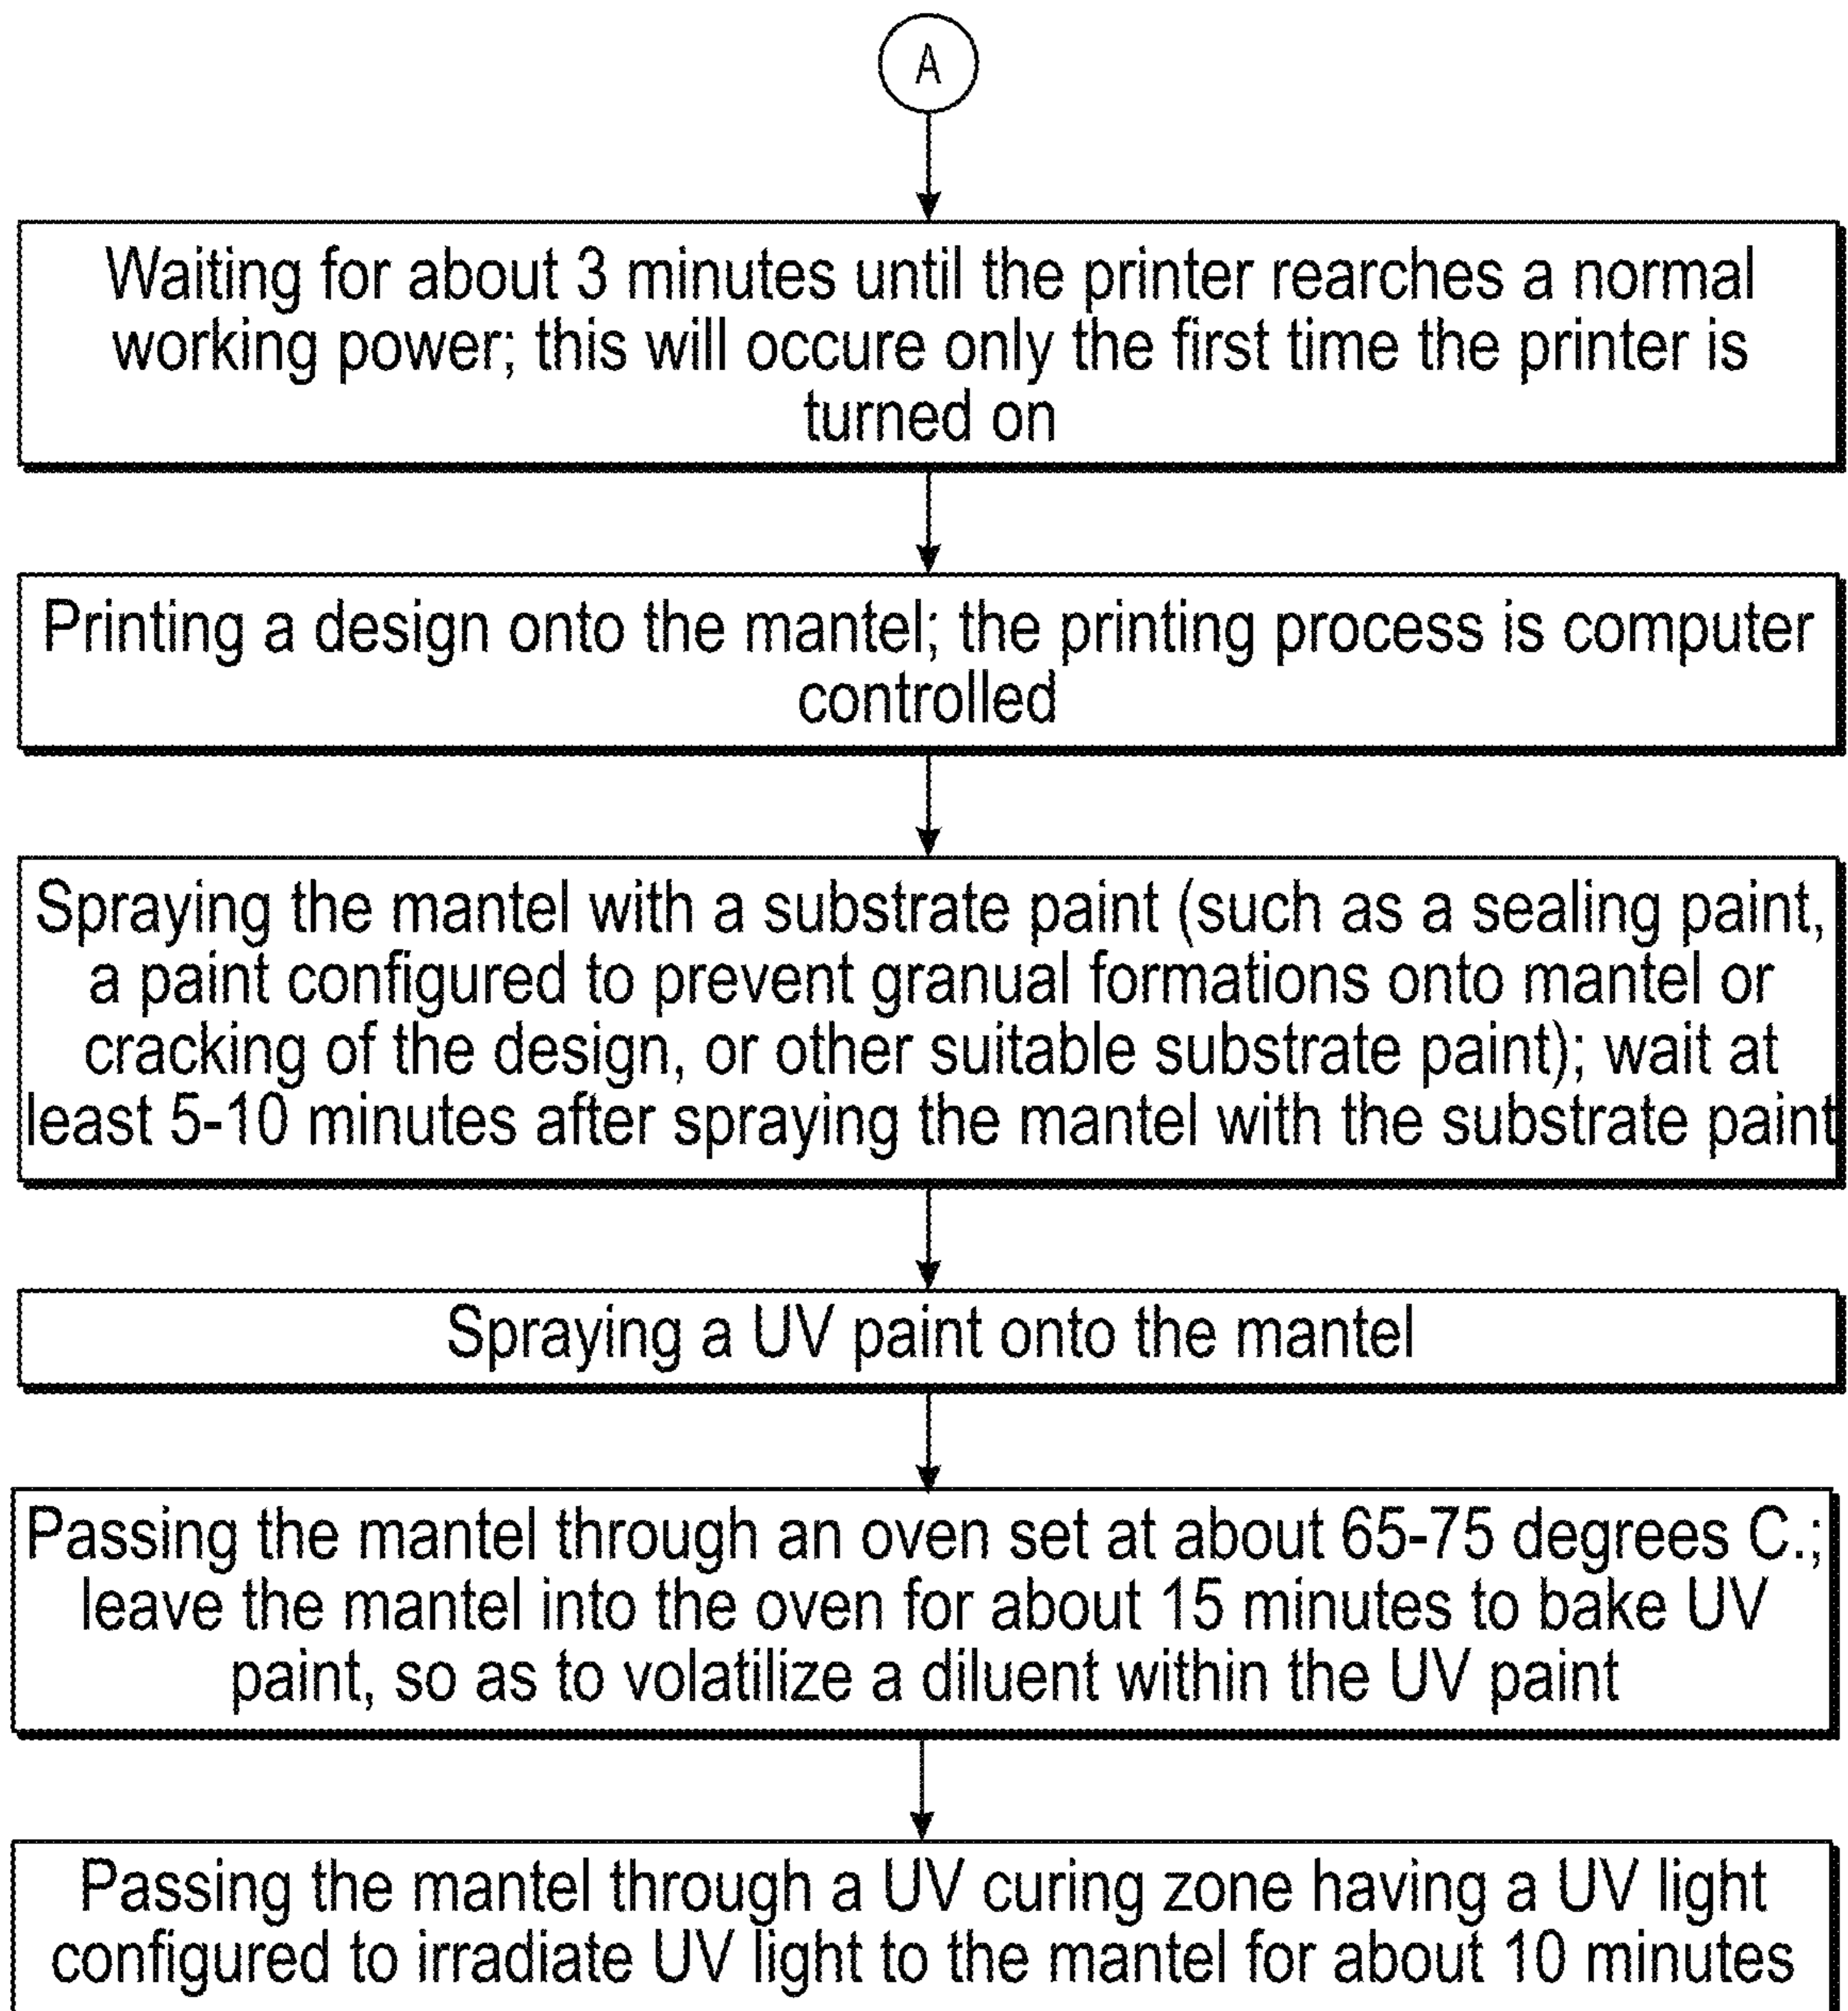 A
Waiting for about 3 minutes until the printer rearches a normal
working power; this will occure only the first time the printer is
turned on
Printing a design onto the mantel; the printing process is computer
controlled
Spraying the mantel with a substrate paint (such as a sealing paint,
a paint configured to prevent granual formations onto mantel or
cracking of the design, or other suitable substrate paint); wait at
least 5-10 minutes after spraying the mantel with the substrate paint
Spraying a UV paint onto the mantel
Passing the mantel through an oven set at about 65-75 degrees C.;
leave the mantel into the oven for about 15 minutes to bake UV
paint, so as to volatilize a diluent within the UV paint
Passing the mantel through a UV curing zone having a UV light
configured to irradiate UV light to the mantel for about 10 minutes